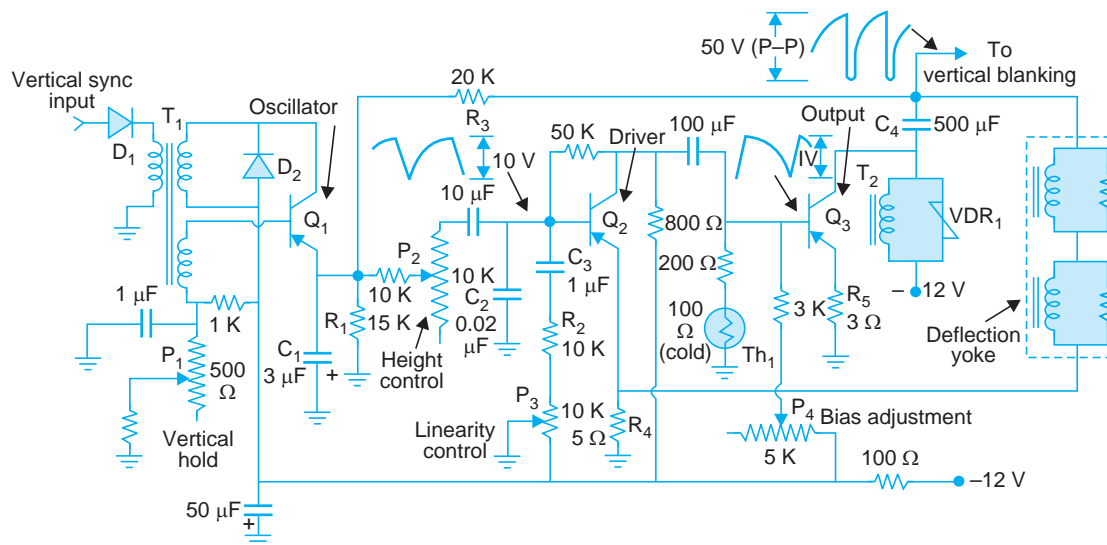 50 V (P–P)
To
vertical blanking
Vertical sync
input
T1
D1
Oscillator
D2
Q1
20 K
R3
10 V
10 μF
50 K
Driver
Q2
100 μF
Output
IV
C4
500 μF
T2
Q3
VDR1
– 12 V
800 Ω
200 Ω
100
Ω
(cold)
Th1
3 K
R5
3 Ω
Deflection
yoke
P2
10 K
10 K
R1
15 K
C2
0.02
μF
Height
control
C3
1 μF
R2
10 K
1 μF
1 K
P1
500
Ω
Vertical
hold
C1
3 μF
+
P3
10 K
5 Ω
R4
Linearity
control
P4
Bias adjustment
5 K
100 Ω
–12 V
50 μF
+